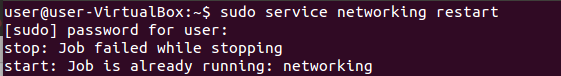 user@user-VirtualBox:~$ sudo service networking restart
[sudo] password for user:
stop: Job failed while stopping
start: Job is already running: networking